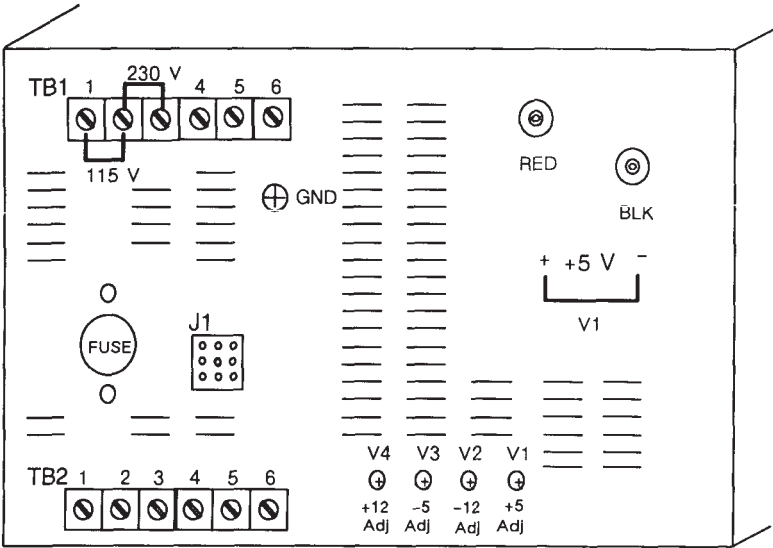 230 V
TB1 1 4 5 6
115 V
GND
RED
BLK
+ +5 V -
V1
J1
FUSE
V4 V3 V2 V1
TB2 1 2 3 4 5 6
+12 -5 -12 +5
Adj Adj Adj Adj